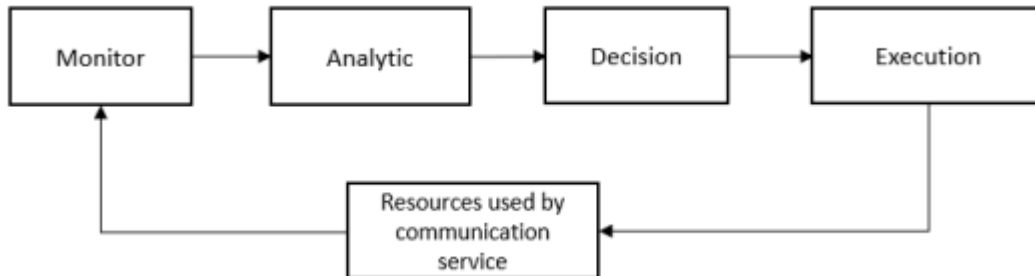 Monitor
Analytic
Decision
Execution
Resources used by
communication
service